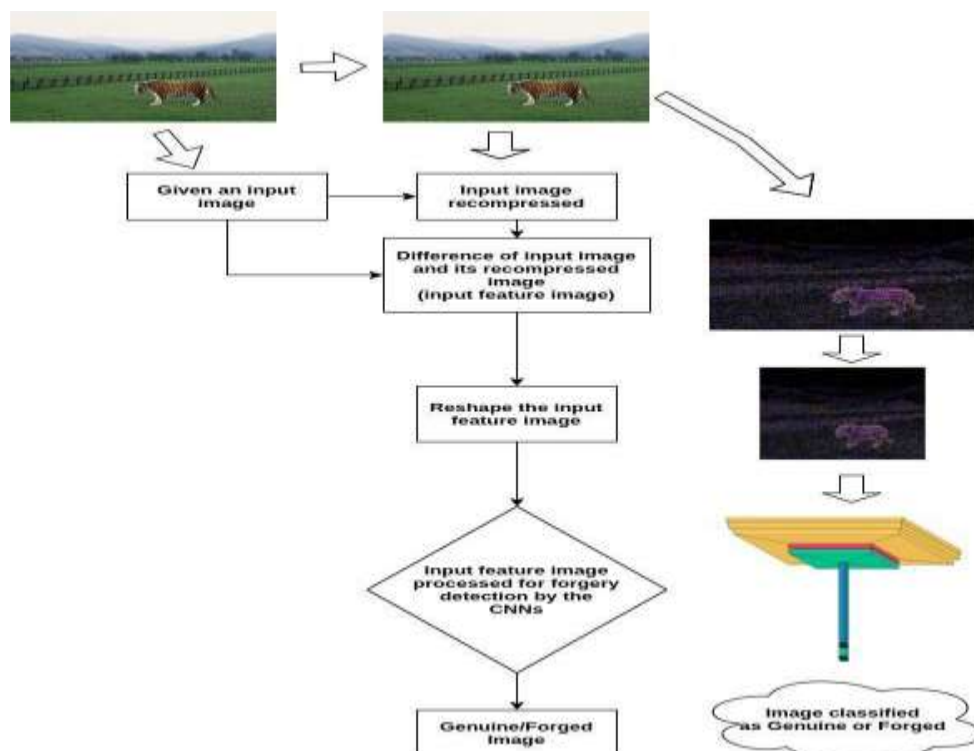 Given an input
image
Input image
recompressed
Difference of input image
and its recompressed
image
(input feature image)
Reshape the input
feature image
Input feature image
processed for forgery
detection by the
CNNs
Genuine/Forged
Image
Image classified
as Genuine or Forged